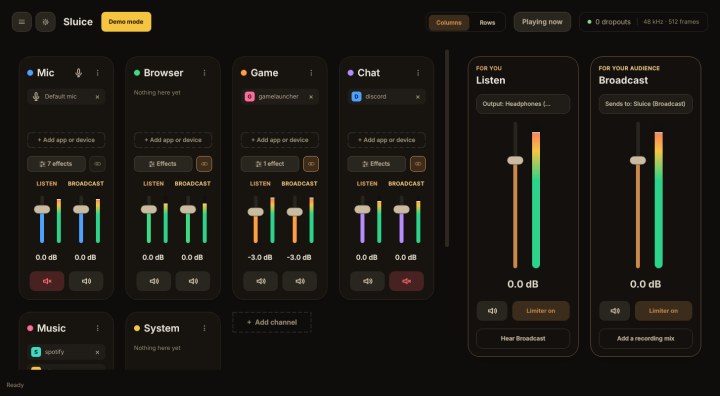 Sluice
Demo mode
Columns
Rows
Playing now
0 dropouts
48 kHz · 512 frames
Mic
Default mic
+ Add app or device
7 effects
LISTEN
BROADCAST
0.0 dB
0.0 dB
Browser
Nothing here yet
+ Add app or device
Effects
LISTEN
BROADCAST
0.0 dB
0.0 dB
Game
G
gamelauncher
+ Add app or device
1 effect
LISTEN
BROADCAST
-3.0 dB
-3.0 dB
Chat
D
discord
+ Add app or device
Effects
LISTEN
BROADCAST
0.0 dB
0.0 dB
FOR YOU
Listen
Output: Headphones (...
0.0 dB
Limiter on
Hear Broadcast
FOR YOUR AUDIENCE
Broadcast
Sends to: Sluice (Broadcast)
0.0 dB
Limiter on
Add a recording mix
Music
S
spotify
System
Nothing here yet
+ Add channel
Ready